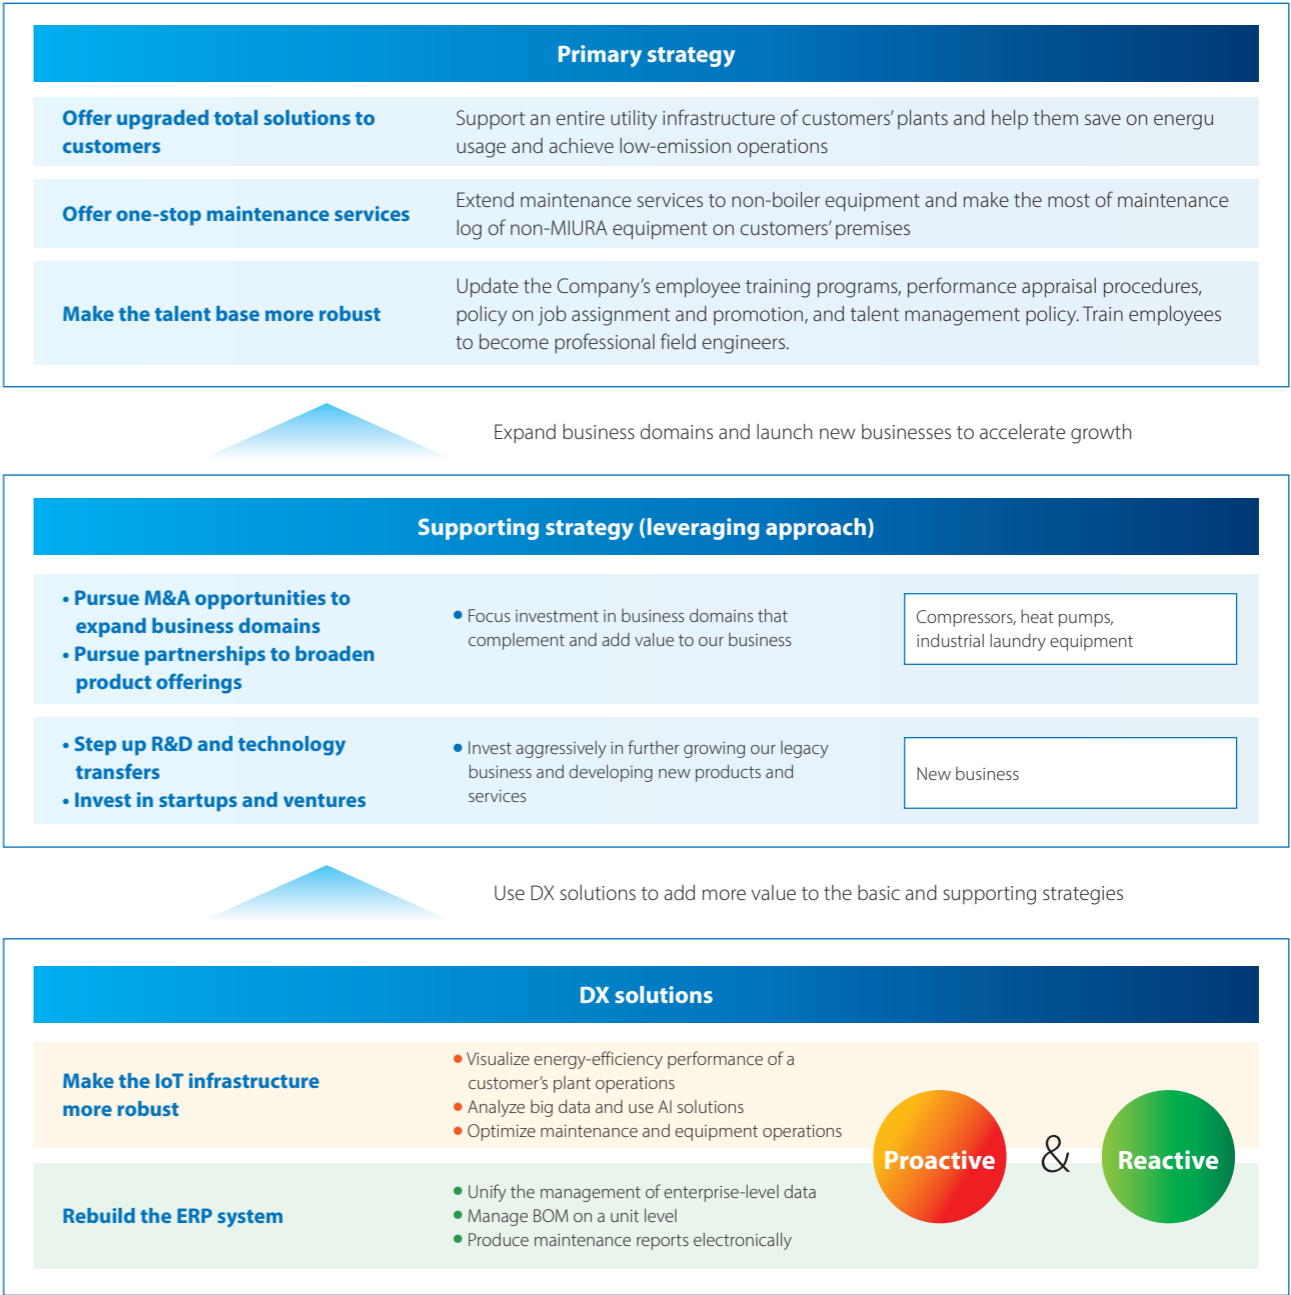 Primary strategy
Offer upgraded total solutions to
customers
Support an entire utility infrastructure of customers’ plants and help them save on energu
usage and achieve low-emission operations
Offer one-stop maintenance services
Extend maintenance services to non-boiler equipment and make the most of maintenance
log of non-MIURA equipment on customers’ premises
Make the talent base more robust
Update the Company’s employee training programs, performance appraisal procedures,
policy on job assignment and promotion, and talent management policy. Train employees
to become professional field engineers.
Expand business domains and launch new businesses to accelerate growth
Supporting strategy (leveraging approach)
• Pursue M&A opportunities to
expand business domains
• Pursue partnerships to broaden
product offerings
• Focus investment in business domains that
complement and add value to our business
Compressors, heat pumps,
industrial laundry equipment
• Step up R&D and technology
transfers
• Invest in startups and ventures
• Invest aggressively in further growing our legacy
business and developing new products and
services
New business
Use DX solutions to add more value to the basic and supporting strategies
DX solutions
Make the IoT infrastructure
more robust
• Visualize energy-efficiency performance of a
customer’s plant operations
• Analyze big data and use AI solutions
• Optimize maintenance and equipment operations
Rebuild the ERP system
• Unify the management of enterprise-level data
• Manage BOM on a unit level
• Produce maintenance reports electronically
Proactive & Reactive